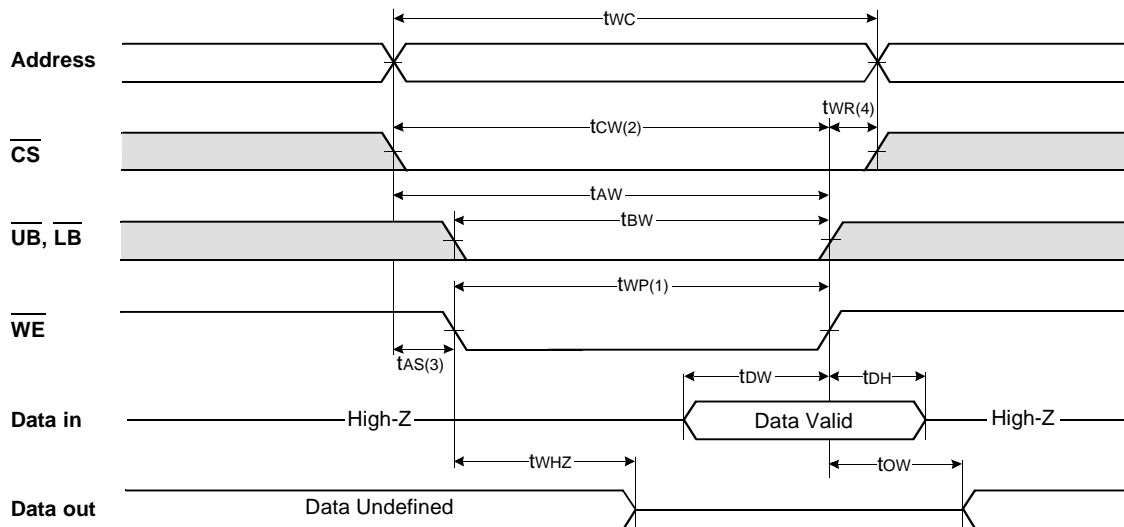 tWC
Address
tWR(4)
tCW(2)
CS
tAW
tBW
UB, LB
tWP(1)
WE
tAS(3)
tDW
tDH
Data in
High-Z
Data Valid
High-Z
tWHZ
tOW
Data out
Data Undefined